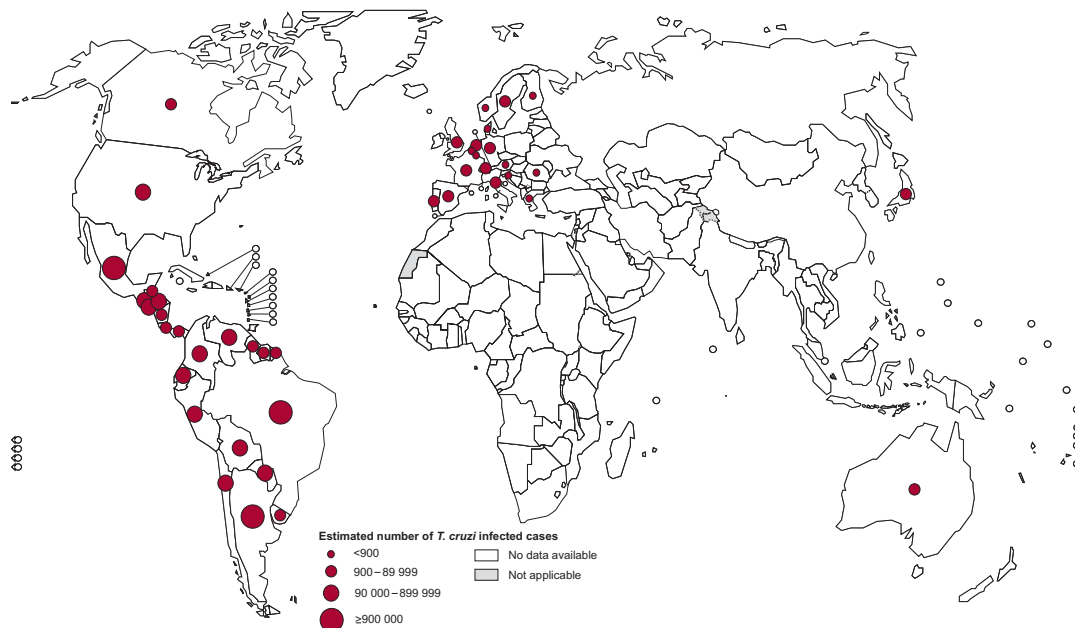 Estimated number of T. cruzi infected cases
<900
900–89 999
90 000–899 999
≥900 000
No data available
Not applicable